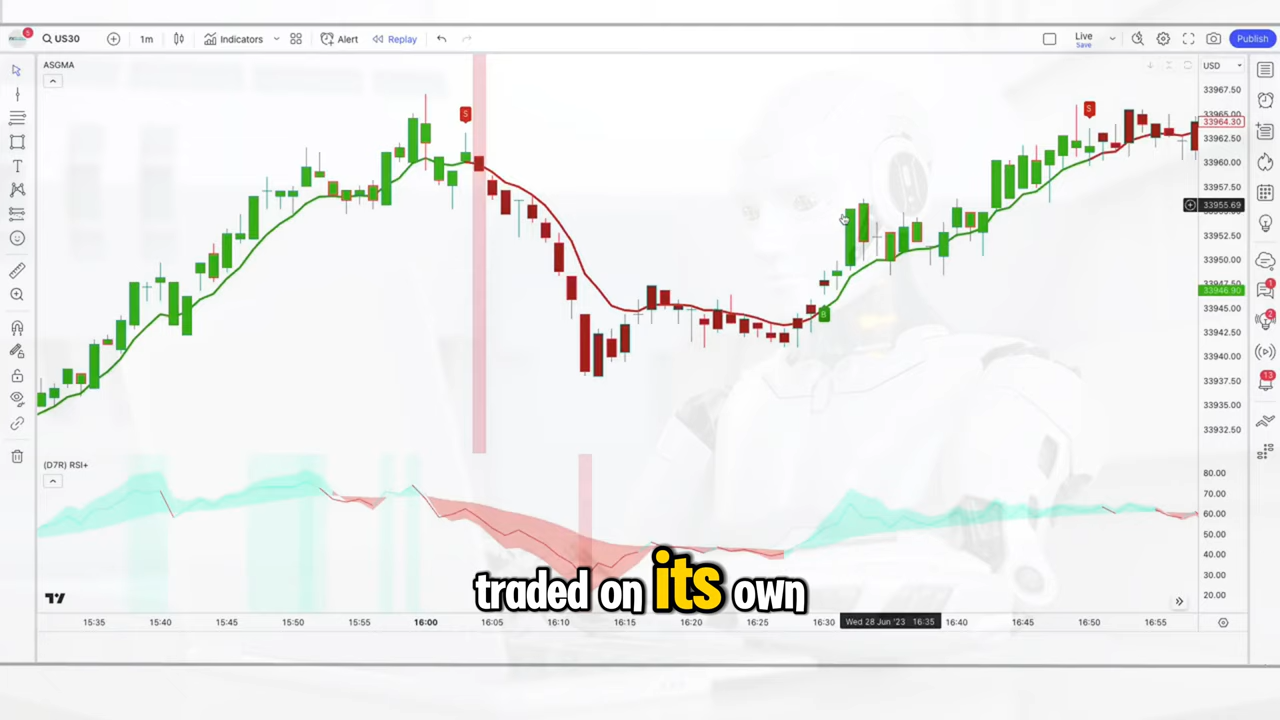 US30 1m Indicators Alert Replay Live Publish
Save
ASGMA
USD
33967.50
33965.00
33964.30
33962.50
33960.00
33957.50
33955.69
33952.50
33950.00
33946.90
33945.00
33942.50
33940.00
33937.50
33935.00
33932.50
S
S
B
(D7R) RSI+
80.00
70.00
60.00
50.00
40.00
30.00
20.00
traded on its own
15:35 15:40 15:45 15:50 15:55 16:00 16:05 16:10 16:15 16:20 16:25 16:30 Wed 28 Jun '23 16:35 16:40 16:45 16:50 16:55